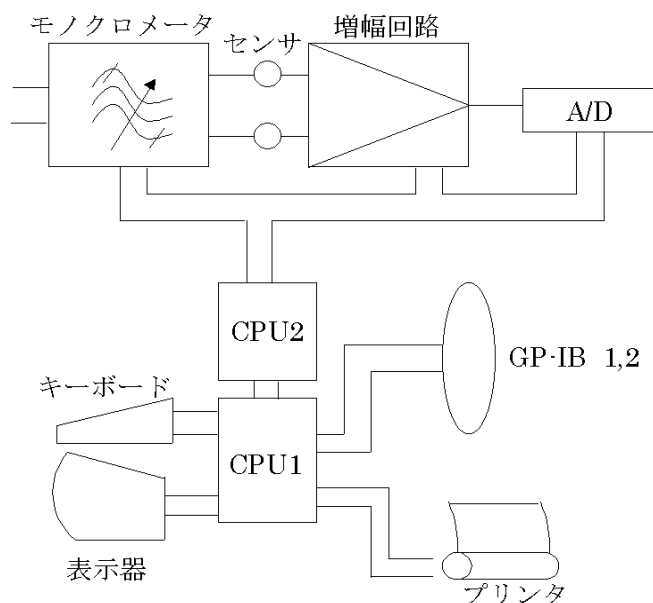 モノクロメータ
センサ
増幅回路
A/D
CPU2
GP-IB 1,2
キーボード
CPU1
表示器
プリンタ